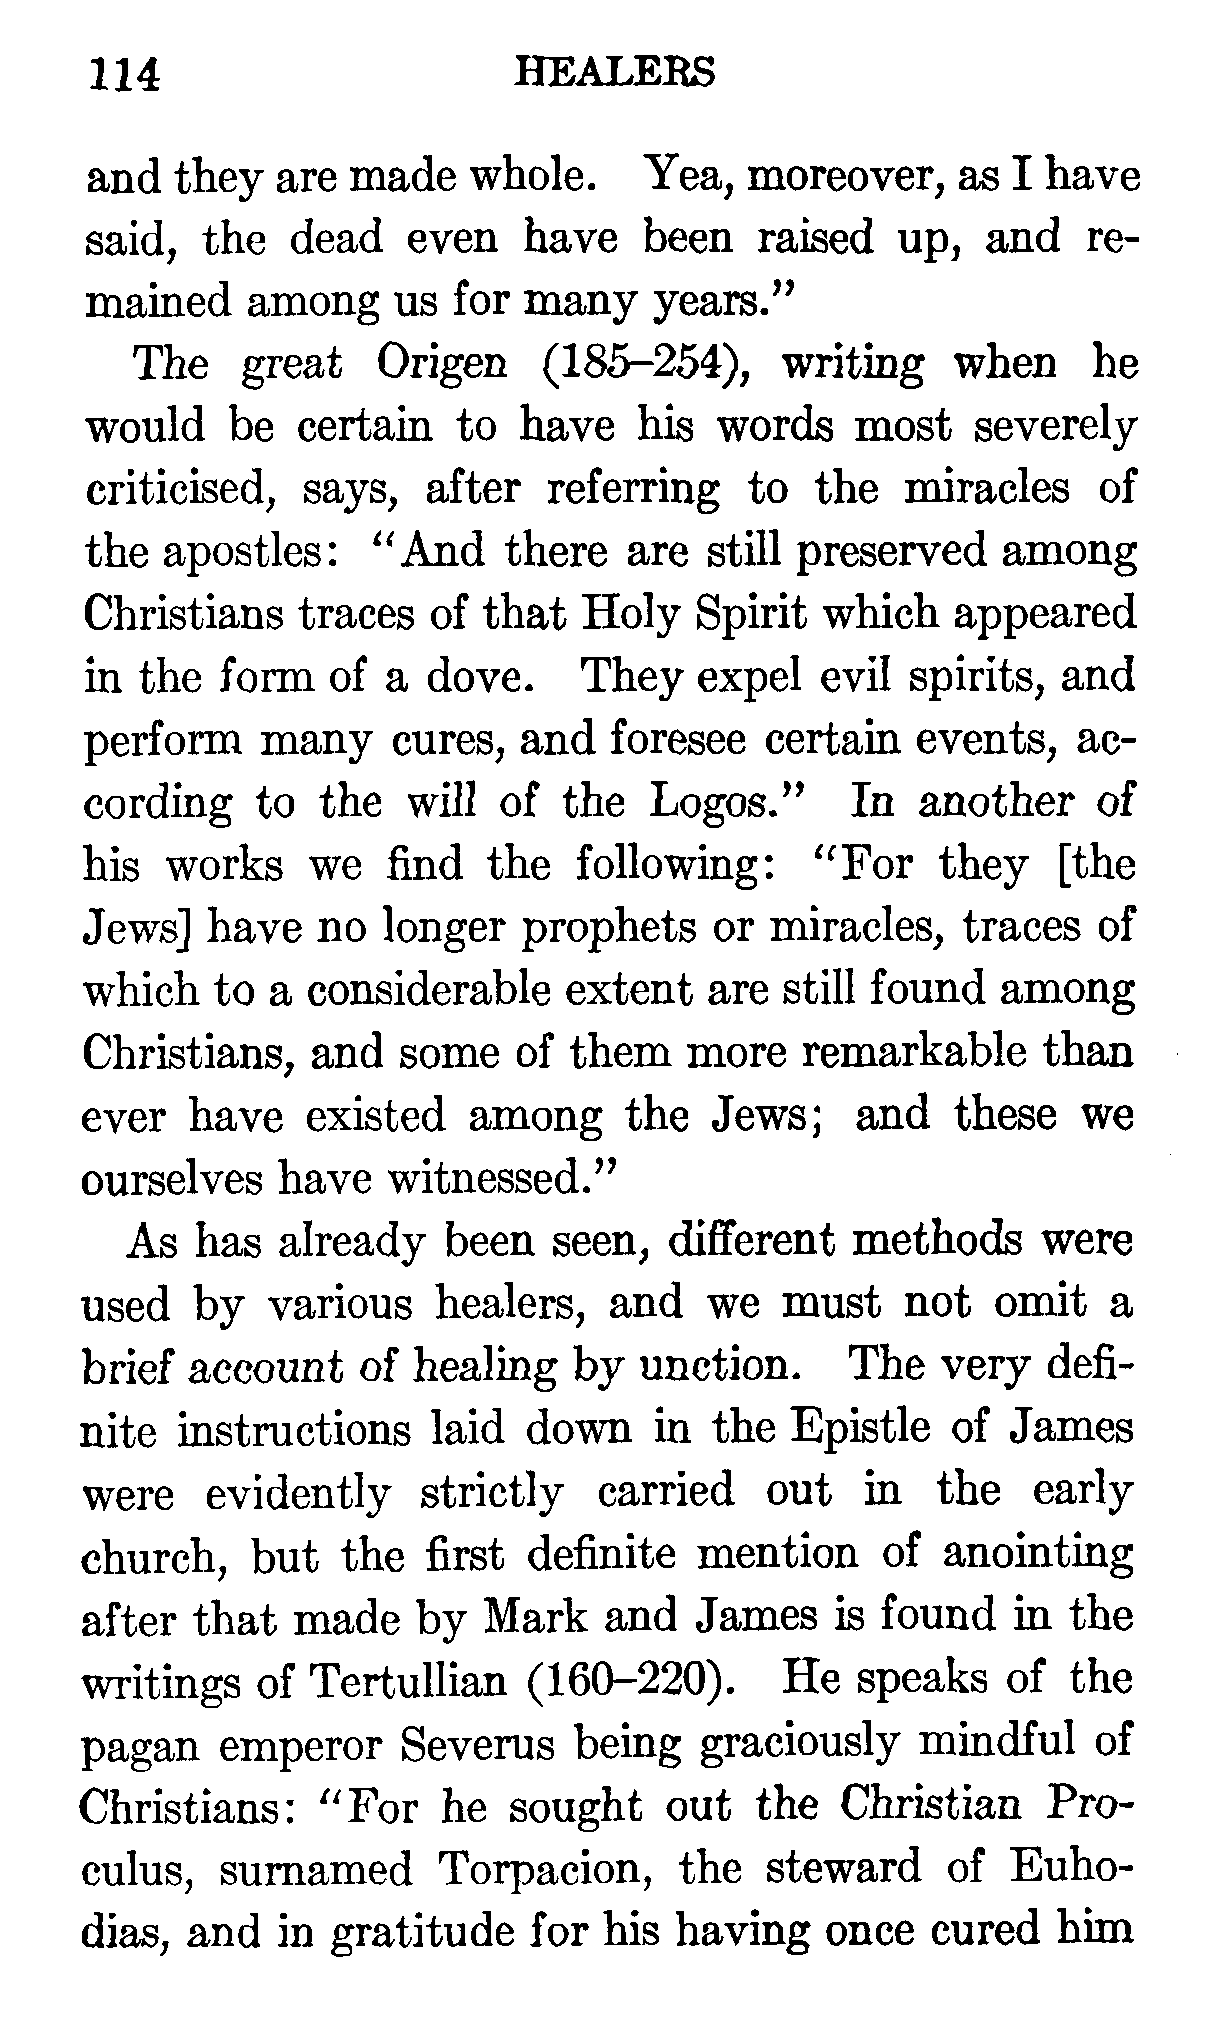 114 HEALERS
and they are made whole. Yea, moreover, as I have
said, the dead even have been raised up, and re-
mained among us for many years.”
The great Origen (185–254), writing when he
would be certain to have his words most severely
criticised, says, after referring to the miracles of
the apostles: “And there are still preserved among
Christians traces of that Holy Spirit which appeared
in the form of a dove. They expel evil spirits, and
perform many cures, and foresee certain events, ac-
cording to the will of the Logos.” In another of
his works we find the following: “For they [the
Jews] have no longer prophets or miracles, traces of
which to a considerable extent are still found among
Christians, and some of them more remarkable than
ever have existed among the Jews; and these we
ourselves have witnessed.”
As has already been seen, different methods were
used by various healers, and we must not omit a
brief account of healing by unction. The very defi-
nite instructions laid down in the Epistle of James
were evidently strictly carried out in the early
church, but the first definite mention of anointing
after that made by Mark and James is found in the
writings of Tertullian (160–220). He speaks of the
pagan emperor Severus being graciously mindful of
Christians: “For he sought out the Christian Pro-
culus, surnamed Torpacion, the steward of Euho-
dias, and in gratitude for his having once cured him